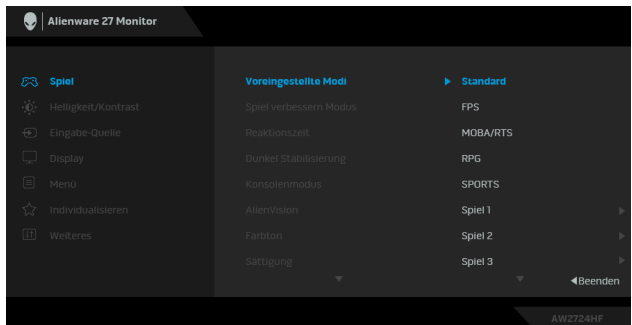 Alienware 27 Monitor
Spiel
Helligkeit/Kontrast
Eingabe-Quelle
Display
Menü
Individualisieren
Weiteres
Voreingestellte Modi
Spiel verbessern Modus
Reaktionszeit
Dunkel Stabilisierung
Konsolenmodus
AlienVision
Farbton
Sättigung
Standard
FPS
MOBA/RTS
RPG
SPORTS
Spiel 1
Spiel 2
Spiel 3
Beenden
AW2724HF